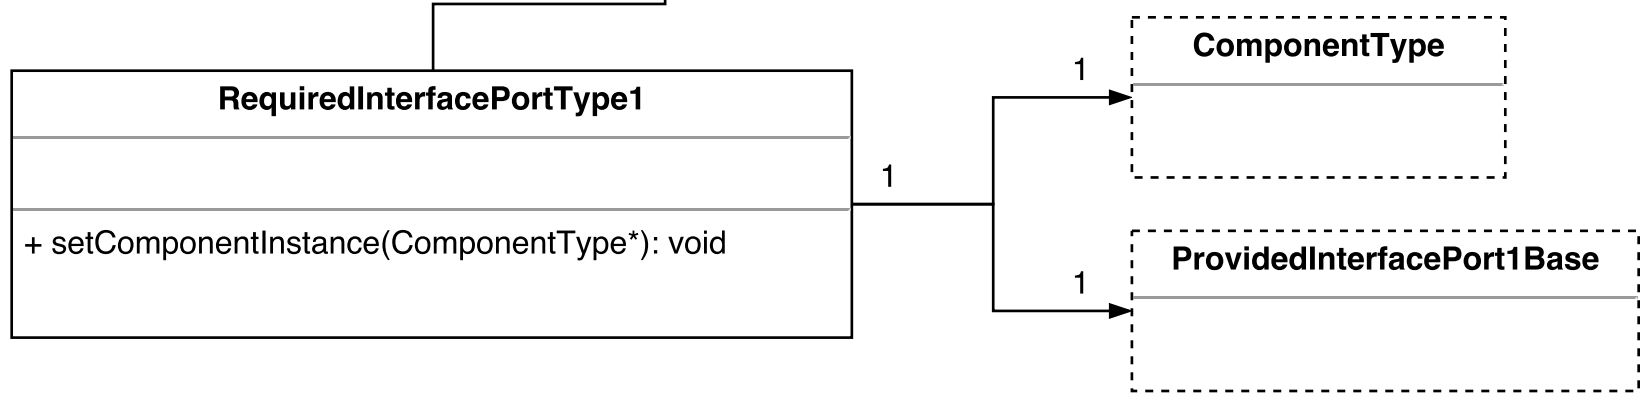 RequiredInterfacePortType1
+ setComponentInstance(ComponentType*): void
1
1
ComponentType
1
ProvidedInterfacePort1Base